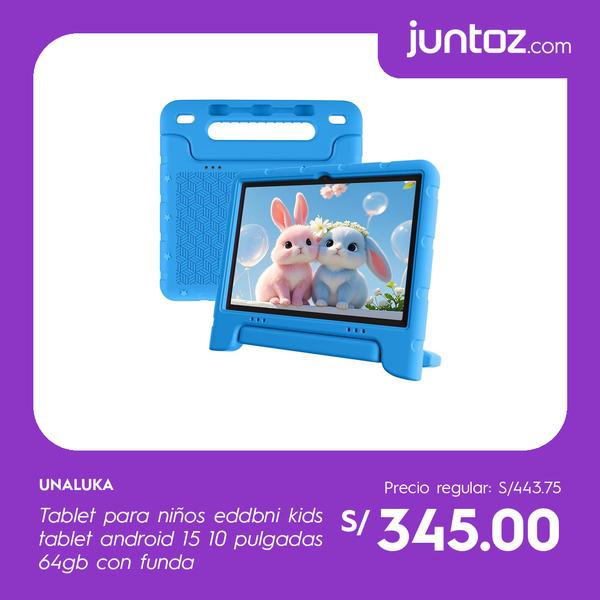 juntoz.com
UNALUKA
Tablet para niños eddbni kids
tablet android 15 10 pulgadas
64gb con funda
Precio regular: S/443.75
S/ 345.00